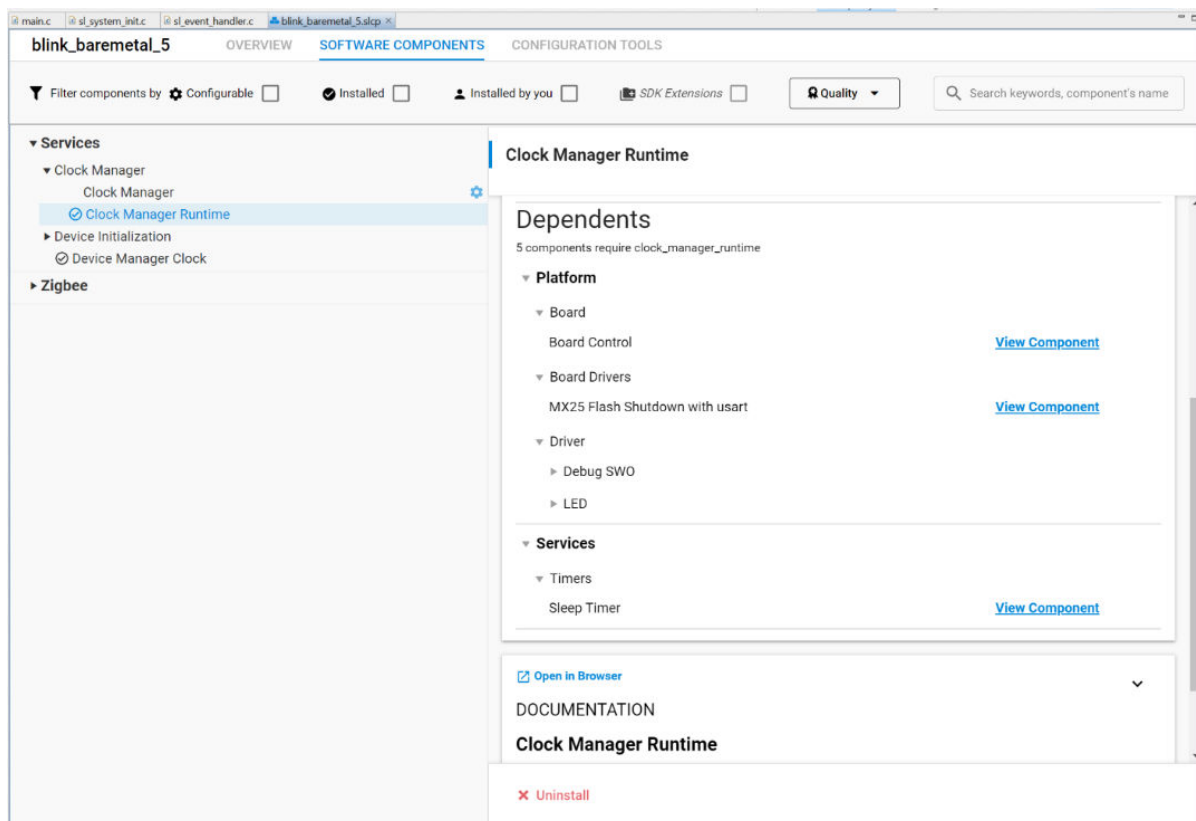 main.c sl_system_init.c sl_event_handler.c blink_baremetal_5.slcp
blink_baremetal_5 OVERVIEW SOFTWARE COMPONENTS CONFIGURATION TOOLS
Filter components by Configurable Installed Installed by you SDK Extensions Quality Search keywords, component's name
Services
Clock Manager
Clock Manager
Clock Manager Runtime
Device Initialization
Device Manager Clock
Zigbee
Clock Manager Runtime
Dependents
5 components require clock_manager_runtime
Platform
Board
Board Control View Component
Board Drivers
MX25 Flash Shutdown with usart View Component
Driver
Debug SWO
LED
Services
Timers
Sleep Timer View Component
Open in Browser
DOCUMENTATION
Clock Manager Runtime
Uninstall